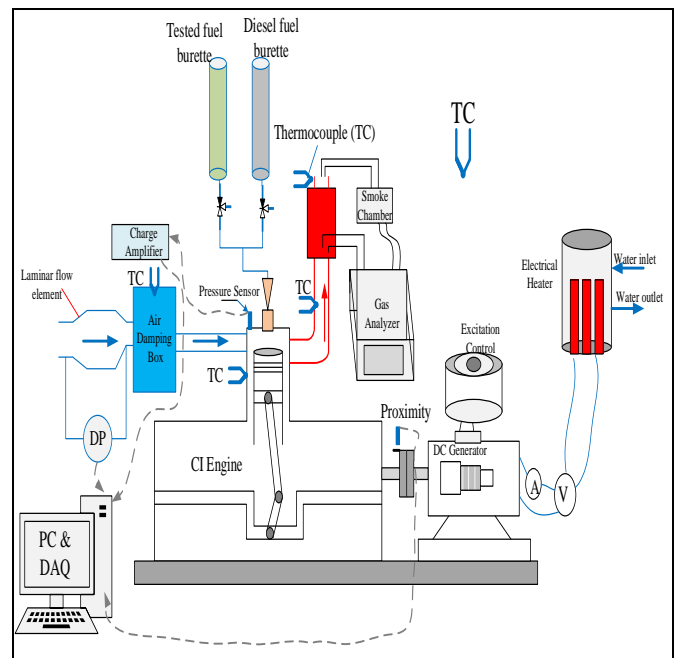 Tested fuel
burette
Diesel fuel
burette
Thermocouple (TC)
TC
Smoke
Chamber
Charge
Amplifier
TC
Laminar flow
element
Pressure Sensor
TC
Air
Damping
Box
Gas
Analyzer
Electrical
Heater
Water inlet
Water outlet
Excitation
Control
TC
Proximity
DP
CI Engine
DC Generator
A
V
PC &
DAQ